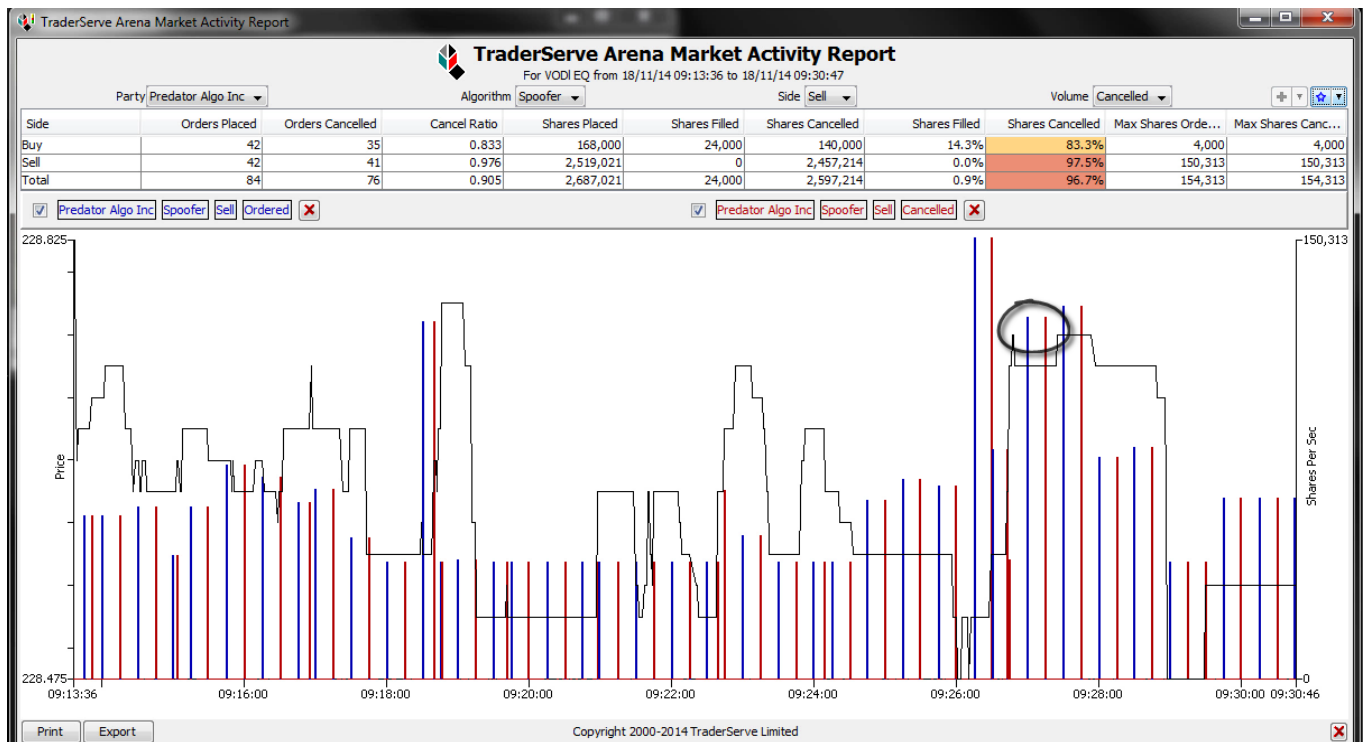 TraderServe Arena Market Activity Report
TraderServe Arena Market Activity Report
For VODl EQ from 18/11/14 09:13:36 to 18/11/14 09:30:47
Party Predator Algo Inc Algorithm Spoofer Side Sell Volume Cancelled
Side Orders Placed Orders Cancelled Cancel Ratio Shares Placed Shares Filled Shares Cancelled Shares Filled Shares Cancelled Max Shares Orde... Max Shares Canc...
Buy 42 35 0.833 168,000 24,000 140,000 14.3% 83.3% 4,000 4,000
Sell 42 41 0.976 2,519,021 0 2,457,214 0.0% 97.5% 150,313 150,313
Total 84 76 0.905 2,687,021 24,000 2,597,214 0.9% 96.7% 154,313 154,313
Predator Algo Inc Spoofer Sell Ordered Predator Algo Inc Spoofer Sell Cancelled
228.825 150,313
Price
Shares Per Sec
228.475 0
09:13:36 09:16:00 09:18:00 09:20:00 09:22:00 09:24:00 09:26:00 09:28:00 09:30:00 09:30:46
Print Export Copyright 2000-2014 TraderServe Limited